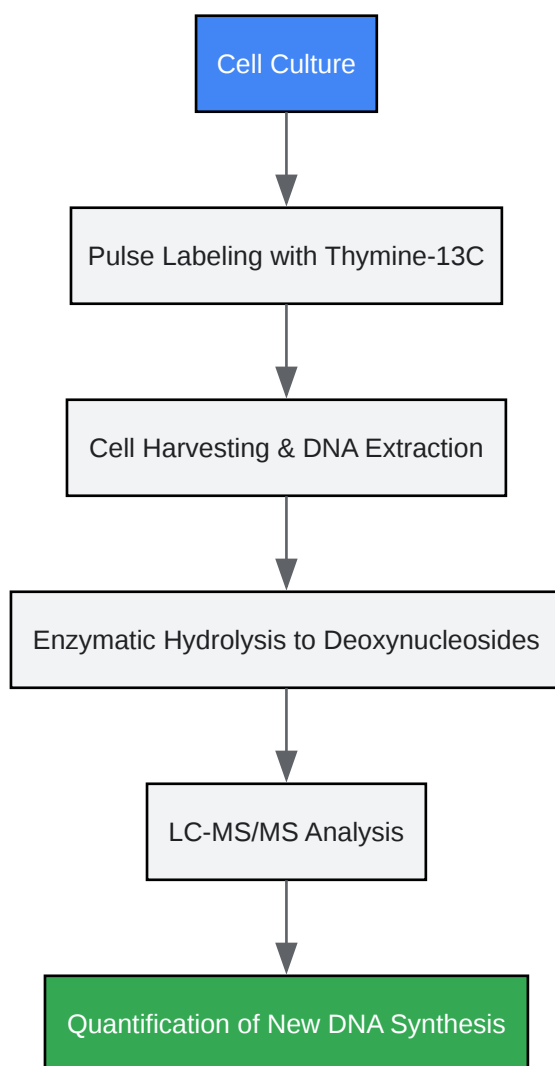 Cell Culture
Pulse Labeling with Thymine-13C
Cell Harvesting & DNA Extraction
Enzymatic Hydrolysis to Deoxynucleosides
LC-MS/MS Analysis
Quantification of New DNA Synthesis